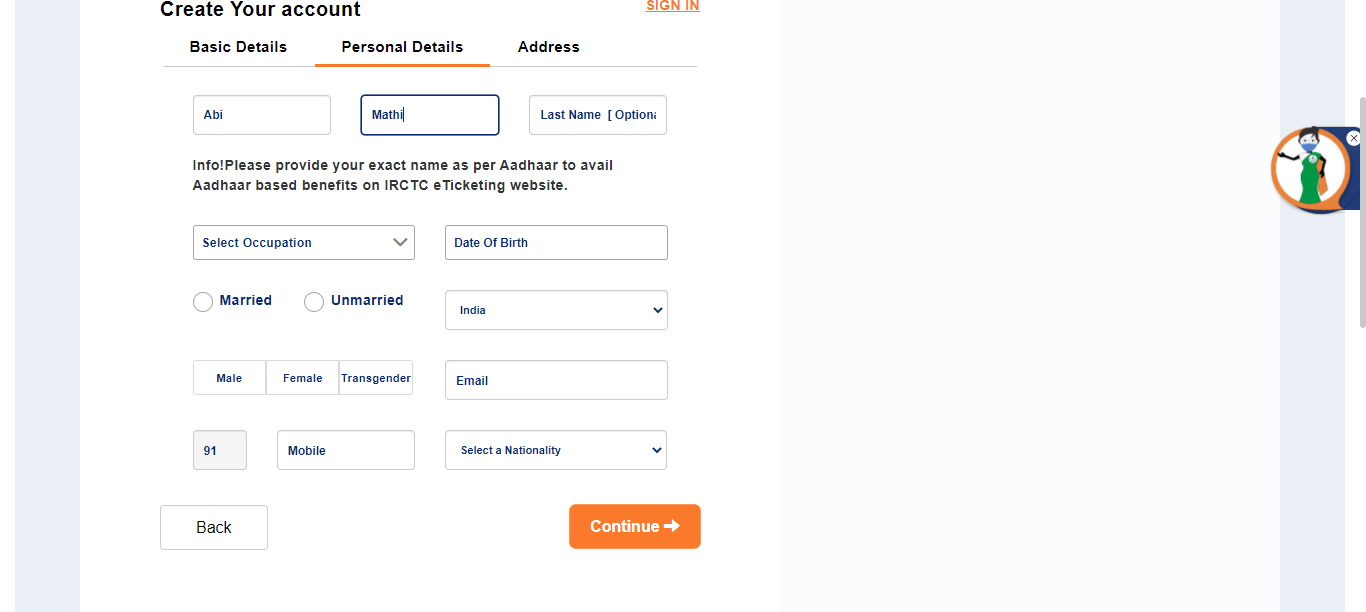 Create Your account
SIGN IN
Basic Details Personal Details Address
Abi Mathi Last Name [ Optiona
Info!Please provide your exact name as per Aadhaar to avail
Aadhaar based benefits on IRCTC eTicketing website.
Select Occupation Date Of Birth
Married Unmarried India
Male Female Transgender Email
91 Mobile Select a Nationality
Back Continue